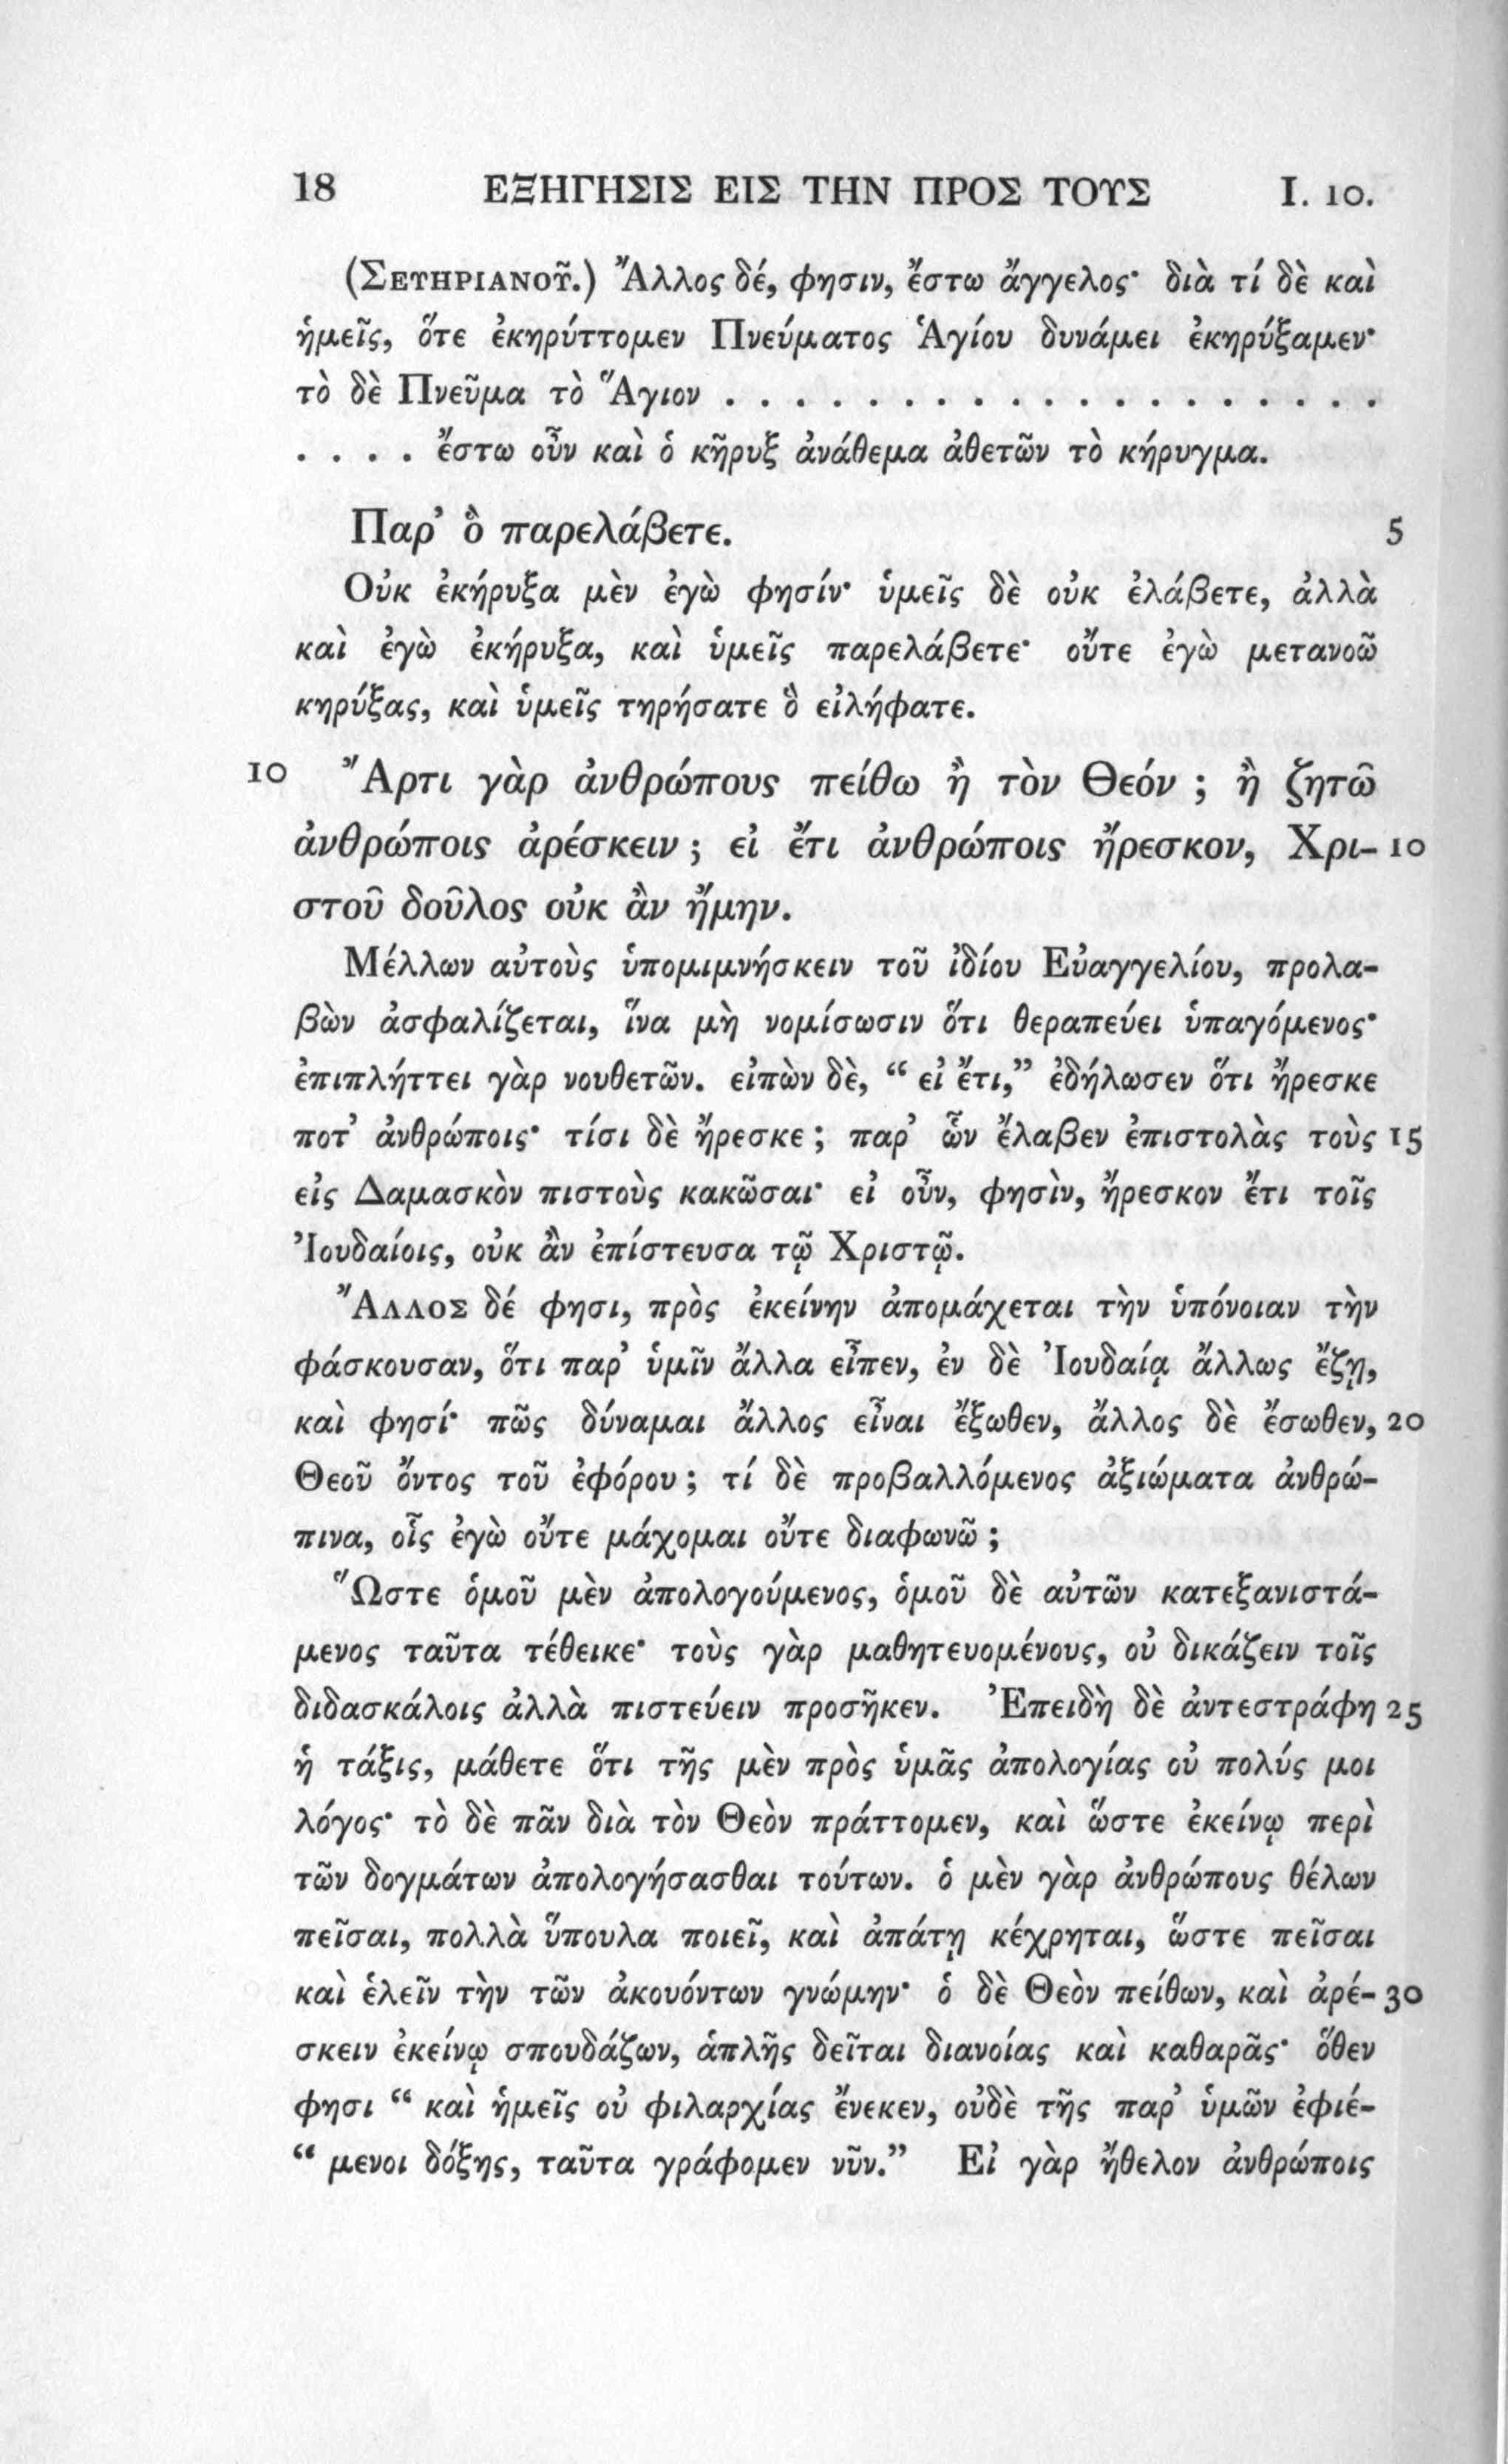 18 ΕΞΗΓΗΣΙΣ ΕΙΣ ΤΗΝ ΠΡΟΣ ΤΟΥΣ I. 10.
(ΣΕΥΗΡΙΑΝΟΥ͂.) Ἄλλος δέ, φησιν, ἔστω ἄγγελος· διὰ τί δὲ καὶ
ἡμεῖς, ὅτε ἐκηρύττομεν Πνεύματος Ἁγίου δυνάμει ἐκηρύξαμεν·
τὸ δὲ Πνεῦμα τὸ Ἅγιον . . . . . . . . . . . . . . . . . . .
. . . . ἔστω οὖν καὶ ὁ κῆρυξ ἀνάθεμα ἀθετῶν τὸ κήρυγμα.
Παρ’ ὃ παρελάβετε. 5
Οὐκ ἐκήρυξα μὲν ἐγὼ φησίν· ὑμεῖς δὲ οὐκ ἐλάβετε, ἀλλὰ
καὶ ἐγὼ ἐκήρυξα, καὶ ὑμεῖς παρελάβετε· οὔτε ἐγὼ μετανοῶ
κηρύξας, καὶ ὑμεῖς τηρήσατε ὃ εἰλήφατε.
10 Ἄρτι γὰρ ἀνθρώπους πείθω ἢ τὸν Θεόν ; ἢ ζητῶ
ἀνθρώποις ἀρέσκειν ; εἰ ἔτι ἀνθρώποις ἤρεσκον, Χρι- 10
στοῦ δοῦλος οὐκ ἂν ἤμην.
Μέλλων αὐτοὺς ὑπομιμνήσκειν τοῦ ἰδίου Εὐαγγελίου, προλα-
βὼν ἀσφαλίζεται, ἵνα μὴ νομίσωσιν ὅτι θεραπεύει ὑπαγόμενος·
ἐπιπλήττει γὰρ νουθετῶν. εἰπὼν δὲ, “ εἰ ἔτι,” ἐδήλωσεν ὅτι ἤρεσκε
ποτ’ ἀνθρώποις· τίσι δὲ ἤρεσκε ; παρ’ ὧν ἔλαβεν ἐπιστολὰς τοὺς 15
εἰς Δαμασκὸν πιστοὺς κακῶσαι· εἰ οὖν, φησὶν, ἤρεσκον ἔτι τοῖς
Ἰουδαίοις, οὐκ ἂν ἐπίστευσα τῷ Χριστῷ.
ἌΛΛΟΣ δέ φησι, πρὸς ἐκείνην ἀπομάχεται τὴν ὑπόνοιαν τὴν
φάσκουσαν, ὅτι παρ’ ὑμῖν ἄλλα εἶπεν, ἐν δὲ Ἰουδαίᾳ ἄλλως ἔζῃ,
καὶ φησί· πῶς δύναμαι ἄλλος εἶναι ἔξωθεν, ἄλλος δὲ ἔσωθεν, 20
Θεοῦ ὄντος τοῦ ἐφόρου ; τί δὲ προβαλλόμενος ἀξιώματα ἀνθρώ-
πινα, οἷς ἐγὼ οὔτε μάχομαι οὔτε διαφωνῶ ;
Ὥστε ὁμοῦ μὲν ἀπολογούμενος, ὁμοῦ δὲ αὐτῶν κατεξανιστά-
μενος ταῦτα τέθεικε· τοὺς γὰρ μαθητευομένους, οὐ δικάζειν τοῖς
διδασκάλοις ἀλλὰ πιστεύειν προσῆκεν. Ἐπειδὴ δὲ ἀντεστράφη 25
ἡ τάξις, μάθετε ὅτι τῆς μὲν πρὸς ὑμᾶς ἀπολογίας οὐ πολύς μοι
λόγος· τὸ δὲ πᾶν διὰ τὸν Θεὸν πράττομεν, καὶ ὥστε ἐκείνῳ περὶ
τῶν δογμάτων ἀπολογήσασθαι τούτων. ὁ μὲν γὰρ ἀνθρώπους θέλων
πεῖσαι, πολλὰ ὕπουλα ποιεῖ, καὶ ἀπάτῃ κέχρηται, ὥστε πεῖσαι
καὶ ἑλεῖν τὴν τῶν ἀκουόντων γνώμην· ὁ δὲ Θεὸν πείθων, καὶ ἀρέ- 30
σκειν ἐκείνῳ σπουδάζων, ἁπλῆς δεῖται διανοίας καὶ καθαρᾶς· ὅθεν
φησι “ καὶ ἡμεῖς οὐ φιλαρχίας ἕνεκεν, οὐδὲ τῆς παρ’ ὑμῶν ἐφιέ-
“ μενοι δόξης, ταῦτα γράφομεν νῦν.” Εἰ γὰρ ἤθελον ἀνθρώποις